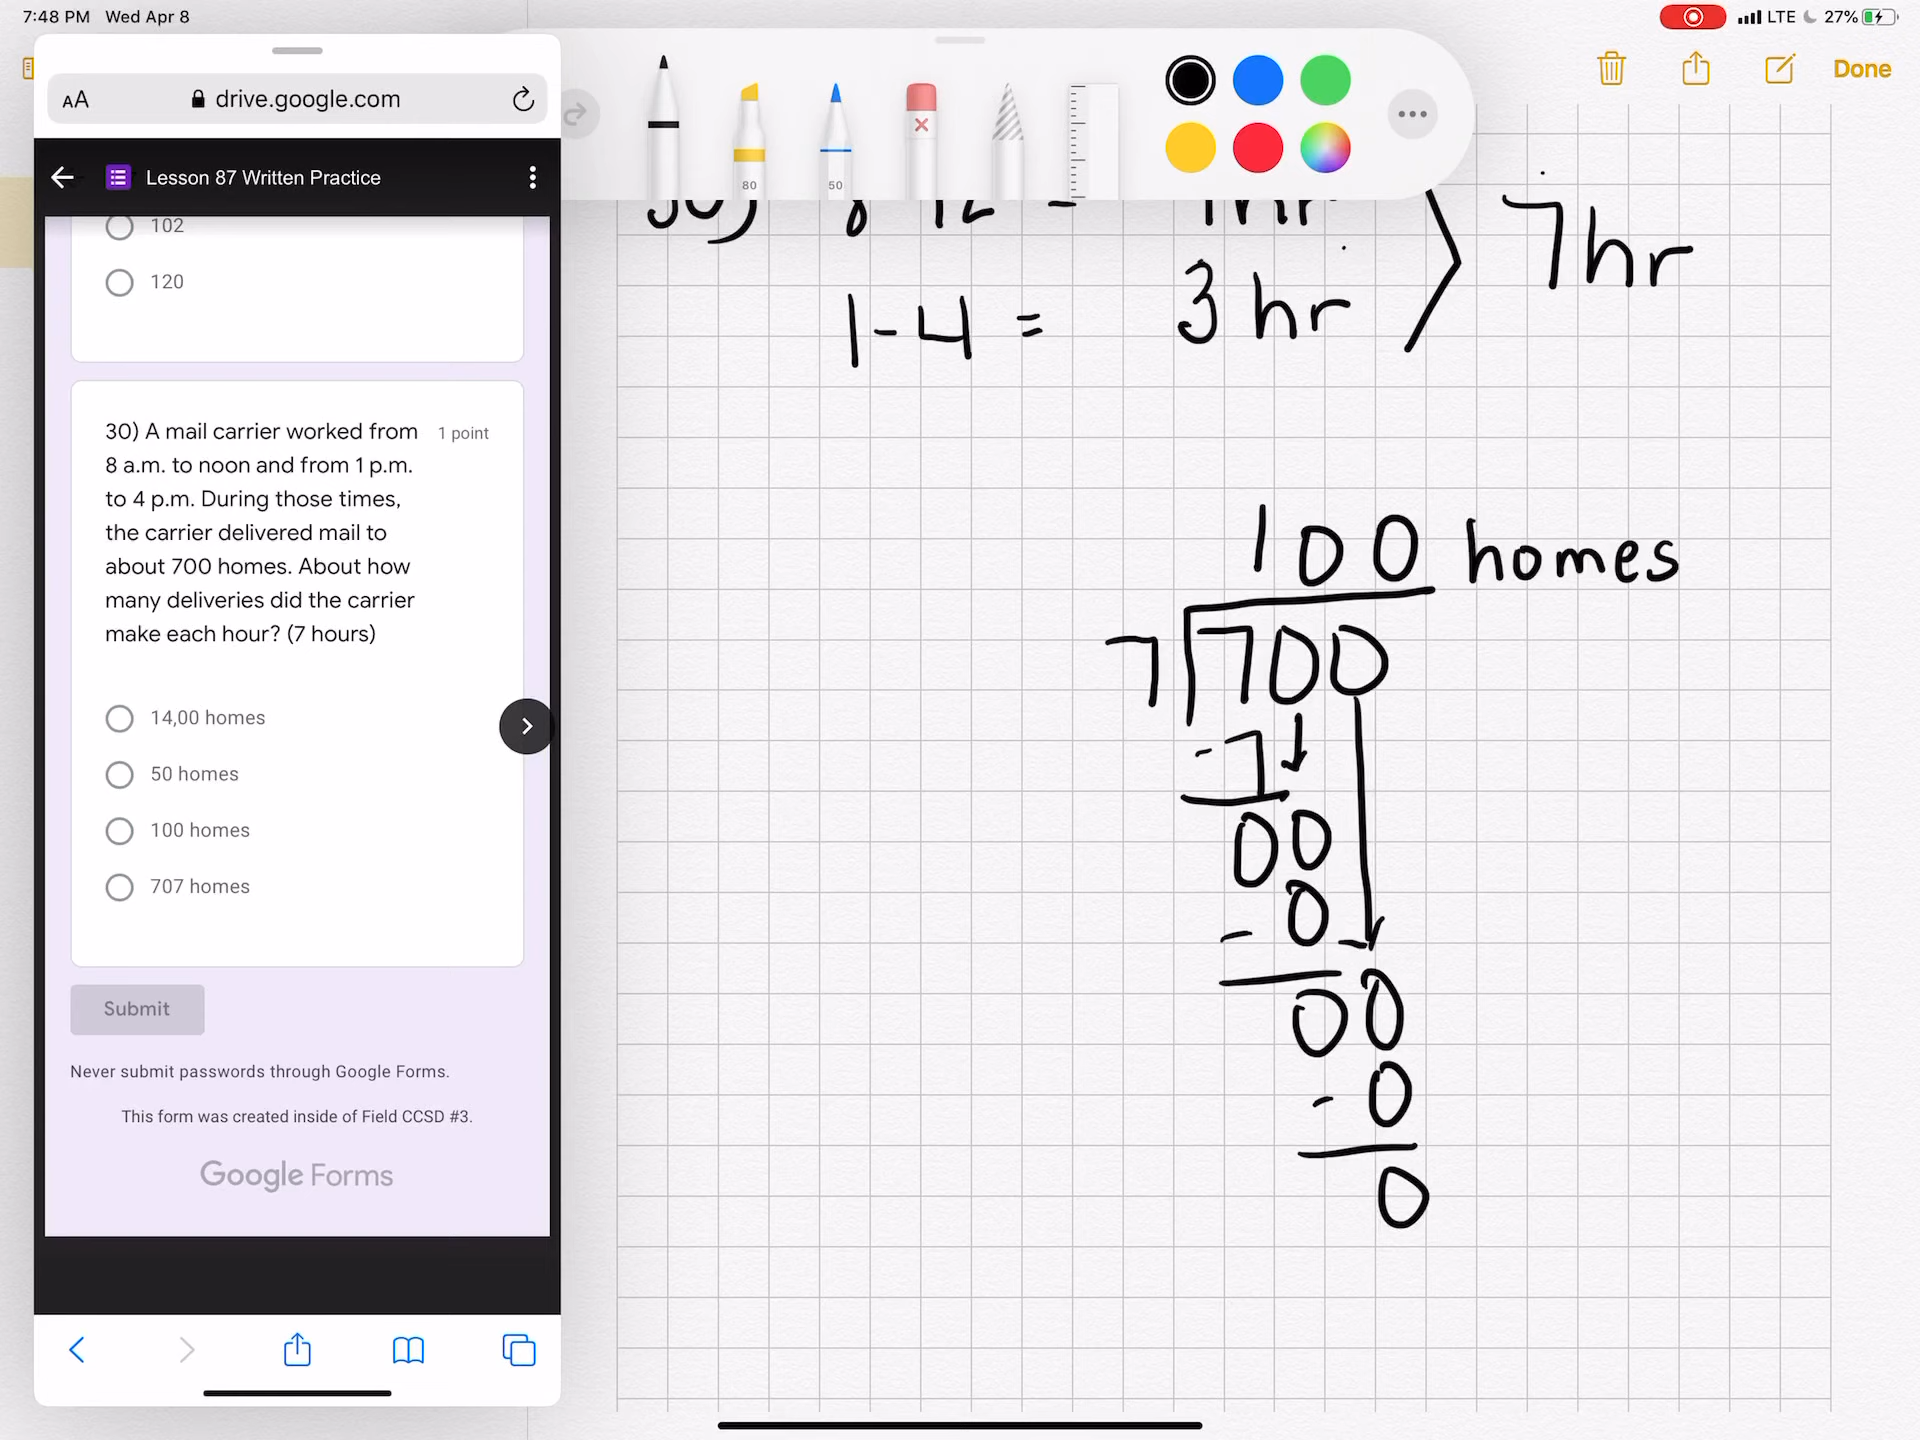 7:48 PM Wed Apr 8
LTE 27%
AA drive.google.com
Done
Lesson 87 Written Practice
102
120
30) A mail carrier worked from
8 a.m. to noon and from 1 p.m.
to 4 p.m. During those times,
the carrier delivered mail to
about 700 homes. About how
many deliveries did the carrier
make each hour? (7 hours)
1 point
14,00 homes
50 homes
100 homes
707 homes
Submit
Never submit passwords through Google Forms.
This form was created inside of Field CCSD #3.
Google Forms
80
50
30) 8-12 = 4hr
1-4 = 3 hr
7hr
100 homes
7 700
-7
00
- 0
00
- 0
0